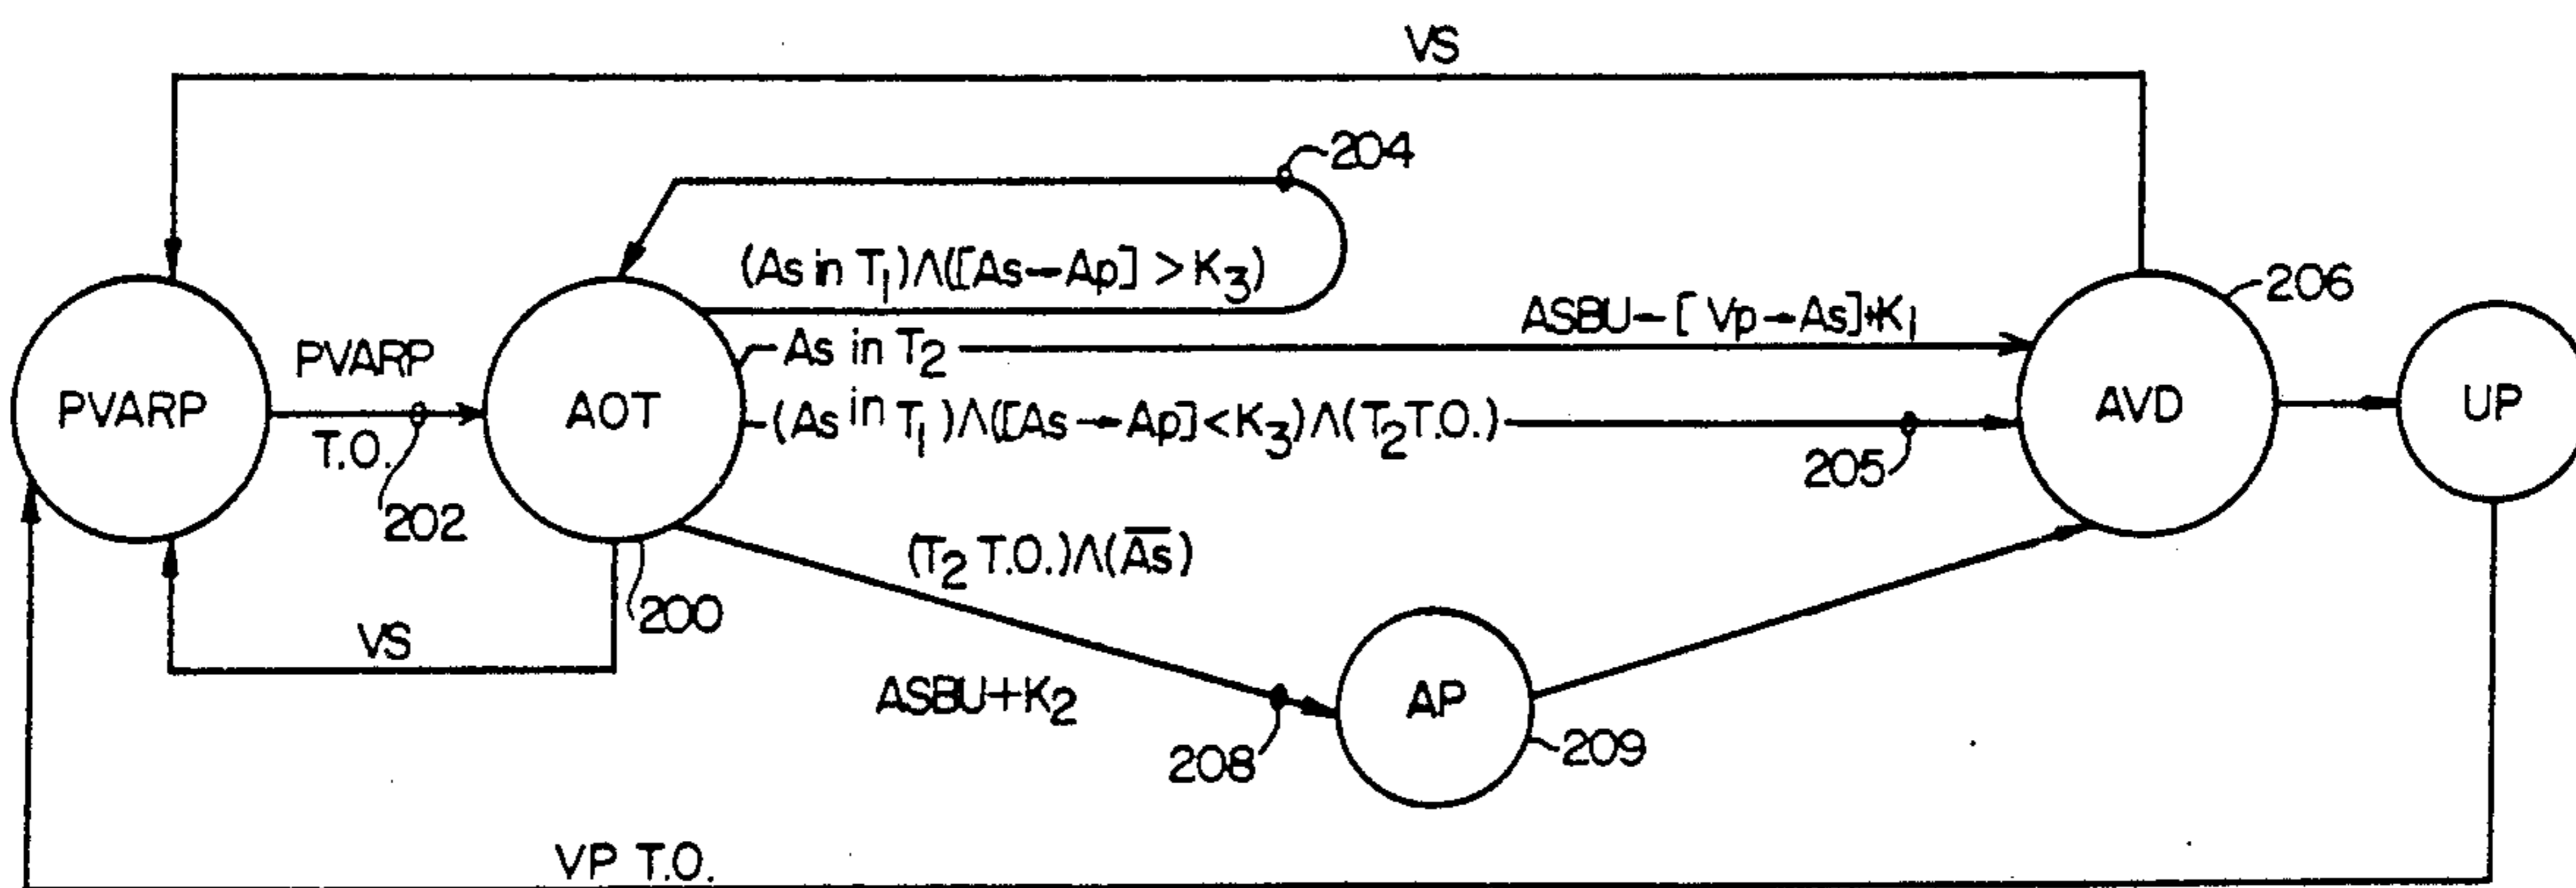 VS
204
(As in T1)Λ([As→Ap] > K3)
206
ASBU-[Vp→As]*K1
As in T2
PVARP
PVARP
T.O.
AOT
(As in T1)Λ([As→Ap]<K3)Λ(T2 T.O.)
AVD
UP
205
202
(T2 T.O.)Λ(A̅s̅)
200
VS
ASBU+K2
AP
208
209
VP T.O.